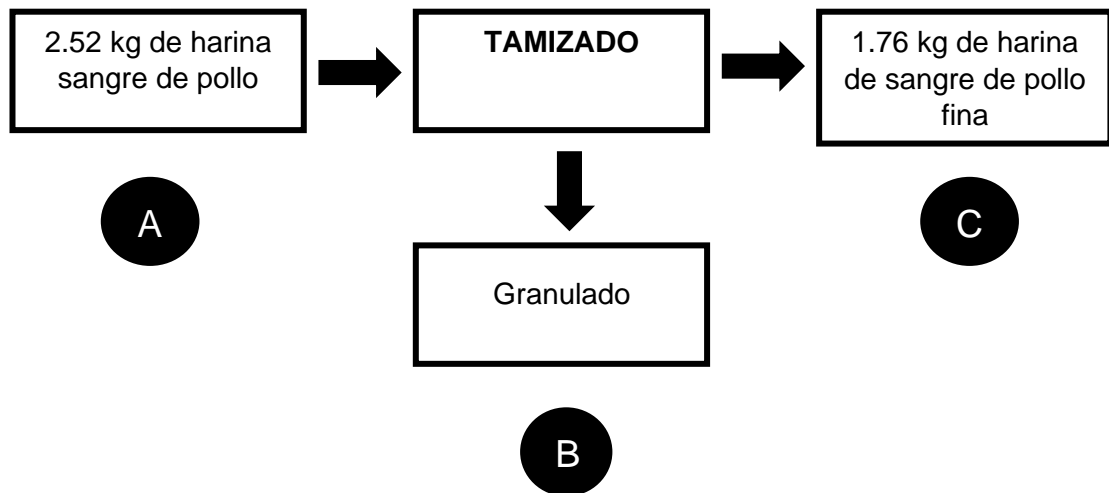 2.52 kg de harina
sangre de pollo
TAMIZADO
1.76 kg de harina
de sangre de pollo
fina
A
C
Granulado
B